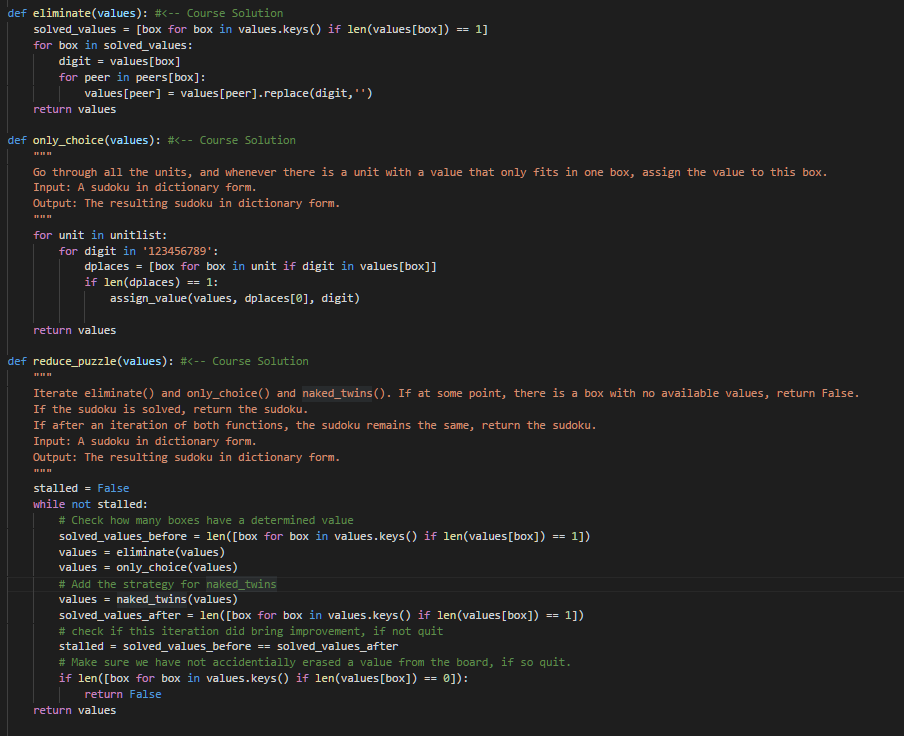 def eliminate(values): #<-- Course Solution
    solved_values = [box for box in values.keys() if len(values[box]) == 1]
    for box in solved_values:
        digit = values[box]
        for peer in peers[box]:
            values[peer] = values[peer].replace(digit,'')
    return values

def only_choice(values): #<-- Course Solution
    """
    Go through all the units, and whenever there is a unit with a value that only fits in one box, assign the value to this box.
    Input: A sudoku in dictionary form.
    Output: The resulting sudoku in dictionary form.
    """
    for unit in unitlist:
        for digit in '123456789':
            dplaces = [box for box in unit if digit in values[box]]
            if len(dplaces) == 1:
                assign_value(values, dplaces[0], digit)

    return values

def reduce_puzzle(values): #<-- Course Solution
    """
    Iterate eliminate() and only_choice() and naked_twins(). If at some point, there is a box with no available values, return False.
    If the sudoku is solved, return the sudoku.
    If after an iteration of both functions, the sudoku remains the same, return the sudoku.
    Input: A sudoku in dictionary form.
    Output: The resulting sudoku in dictionary form.
    """
    stalled = False
    while not stalled:
        # Check how many boxes have a determined value
        solved_values_before = len([box for box in values.keys() if len(values[box]) == 1])
        values = eliminate(values)
        values = only_choice(values)
        # Add the strategy for naked_twins
        values = naked_twins(values)
        solved_values_after = len([box for box in values.keys() if len(values[box]) == 1])
        # check if this iteration did bring improvement, if not quit
        stalled = solved_values_before == solved_values_after
        # Make sure we have not accidentially erased a value from the board, if so quit.
        if len([box for box in values.keys() if len(values[box]) == 0]):
            return False
    return values